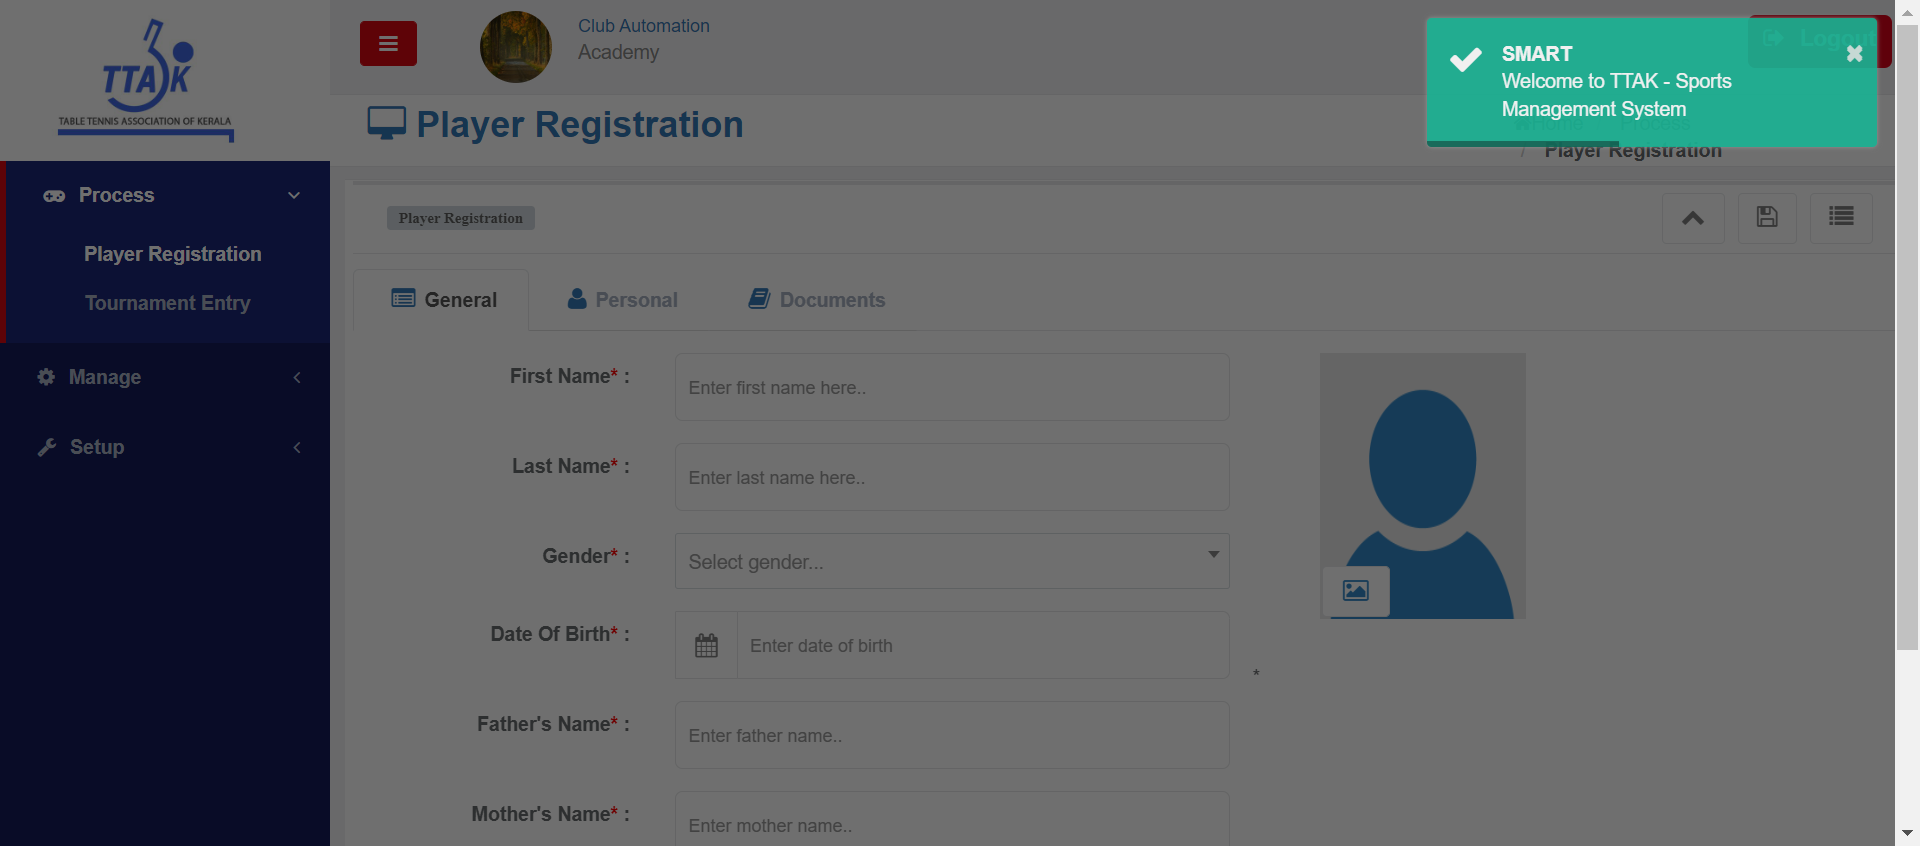 TTAK
TABLE TENNIS ASSOCIATION OF KERALA
Process
Player Registration
Tournament Entry
Manage
Setup
Club Automation
Academy
Logout
SMART
Welcome to TTAK - Sports
Management System
Player Registration
Home
Process
/ Player Registration
Player Registration
General
Personal
Documents
First Name* :
Enter first name here..
Last Name* :
Enter last name here..
Gender* :
Select gender...
Date Of Birth* :
Enter date of birth
*
Father's Name* :
Enter father name..
Mother's Name* :
Enter mother name..